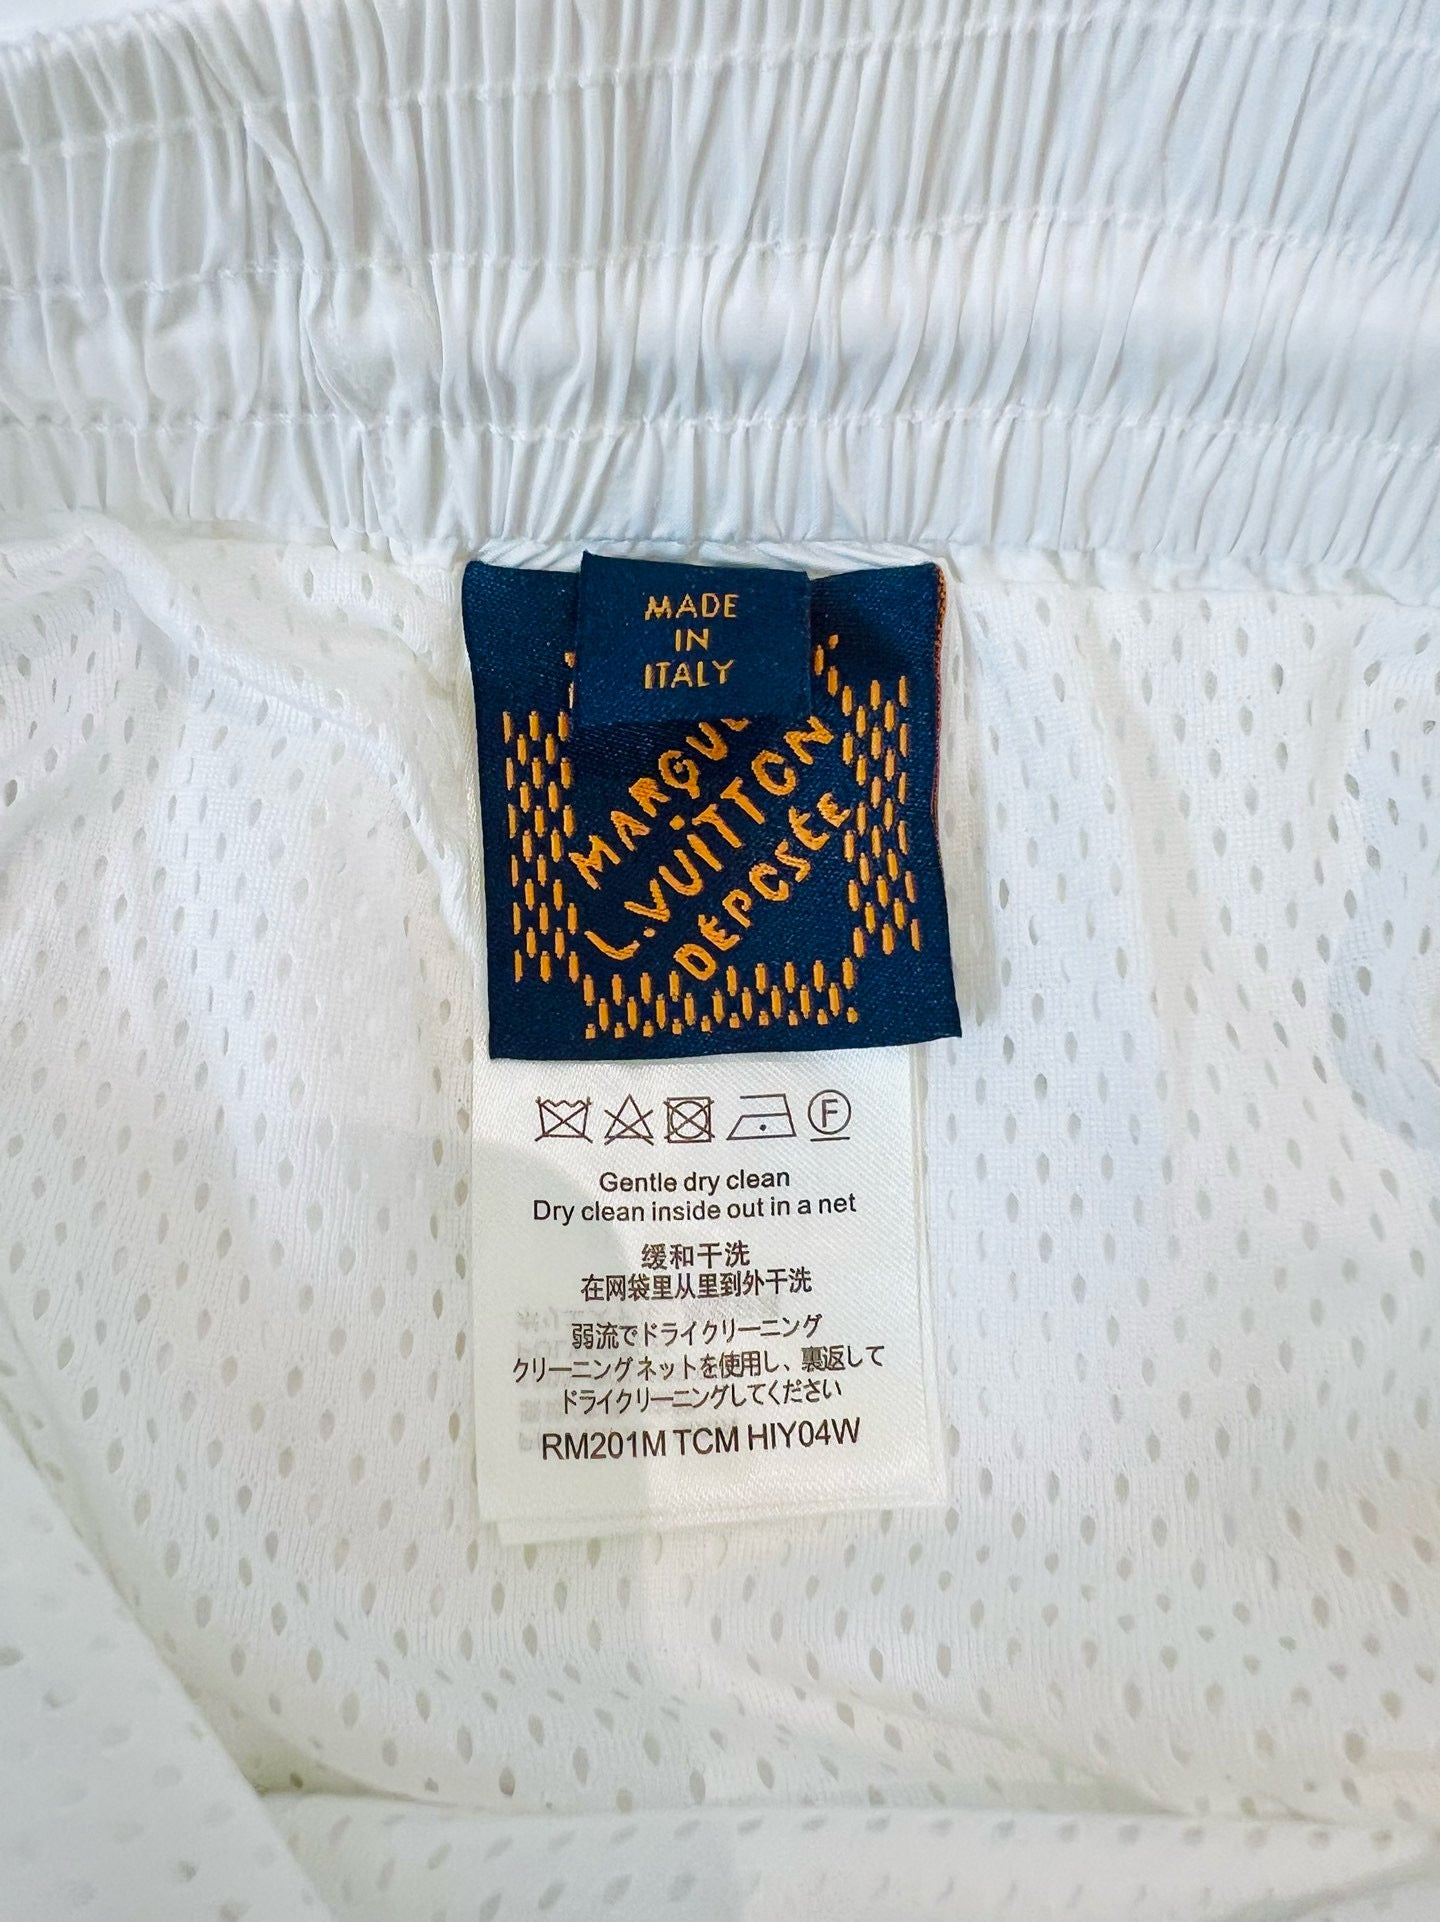 MADE
IN
ITALY
MARQUE
L.VUiTTON
DÉPOSÉE
F
Gentle dry clean
Dry clean inside out in a net
缓和干洗
在网袋里从里到外干洗
弱流でドライクリーニング
クリーニングネットを使用し、裏返して
ドライクリーニングしてください
RM201M TCM HIY04W